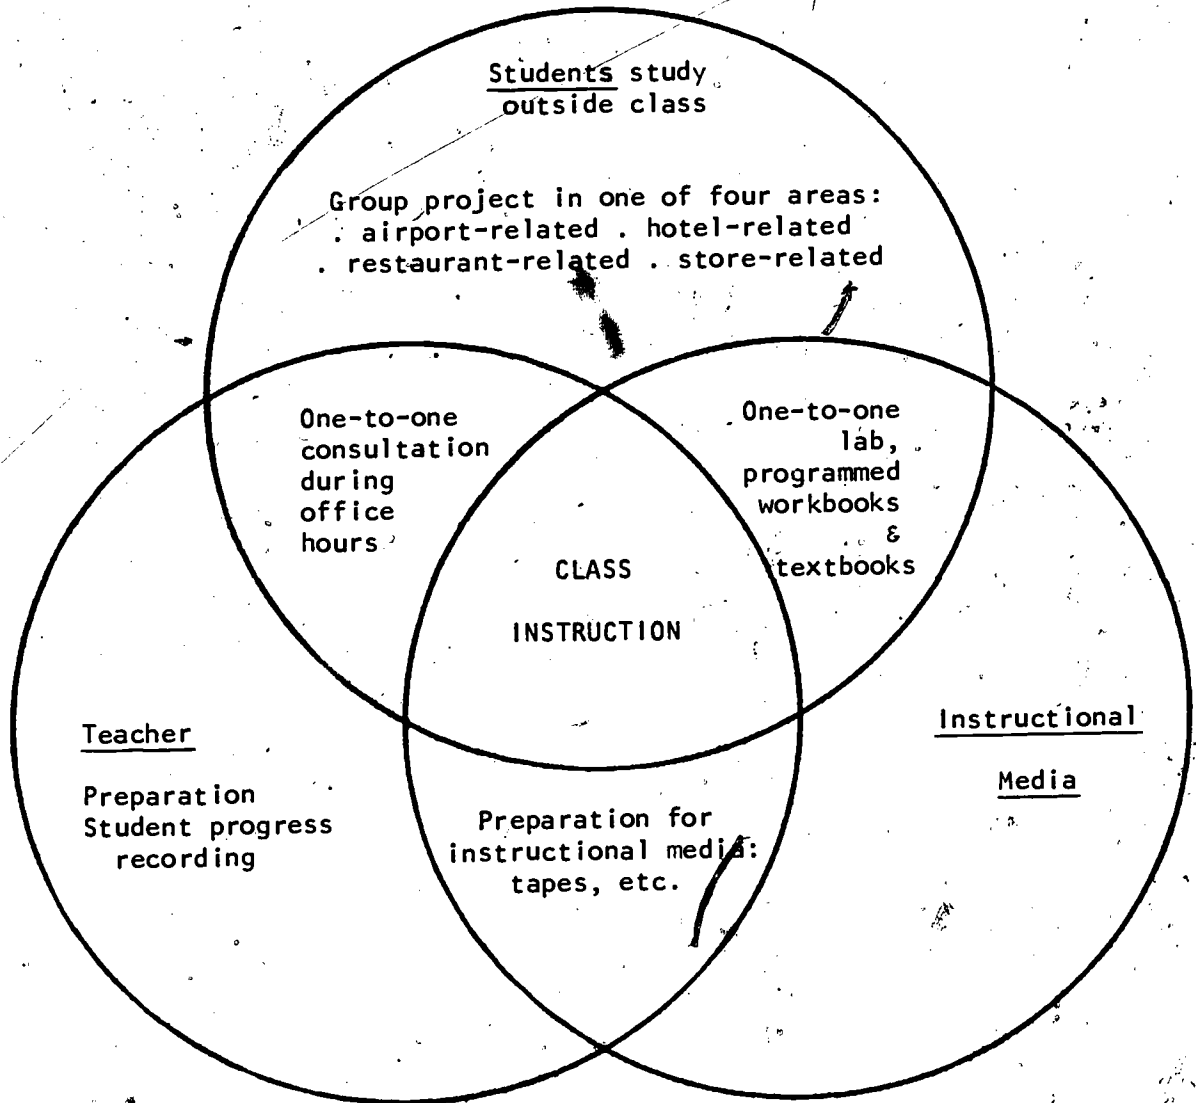 Students study
outside class
Group project in one of four areas:
. airport-related . hotel-related
. restaurant-related . store-related
One-to-one
consultation
during
office
hours
One-to-one
lab,
programmed
workbooks
&
textbooks
CLASS
INSTRUCTION
Teacher
Preparation
Student progress
recording
Instructional
Media
Preparation for
instructional media:
tapes, etc.